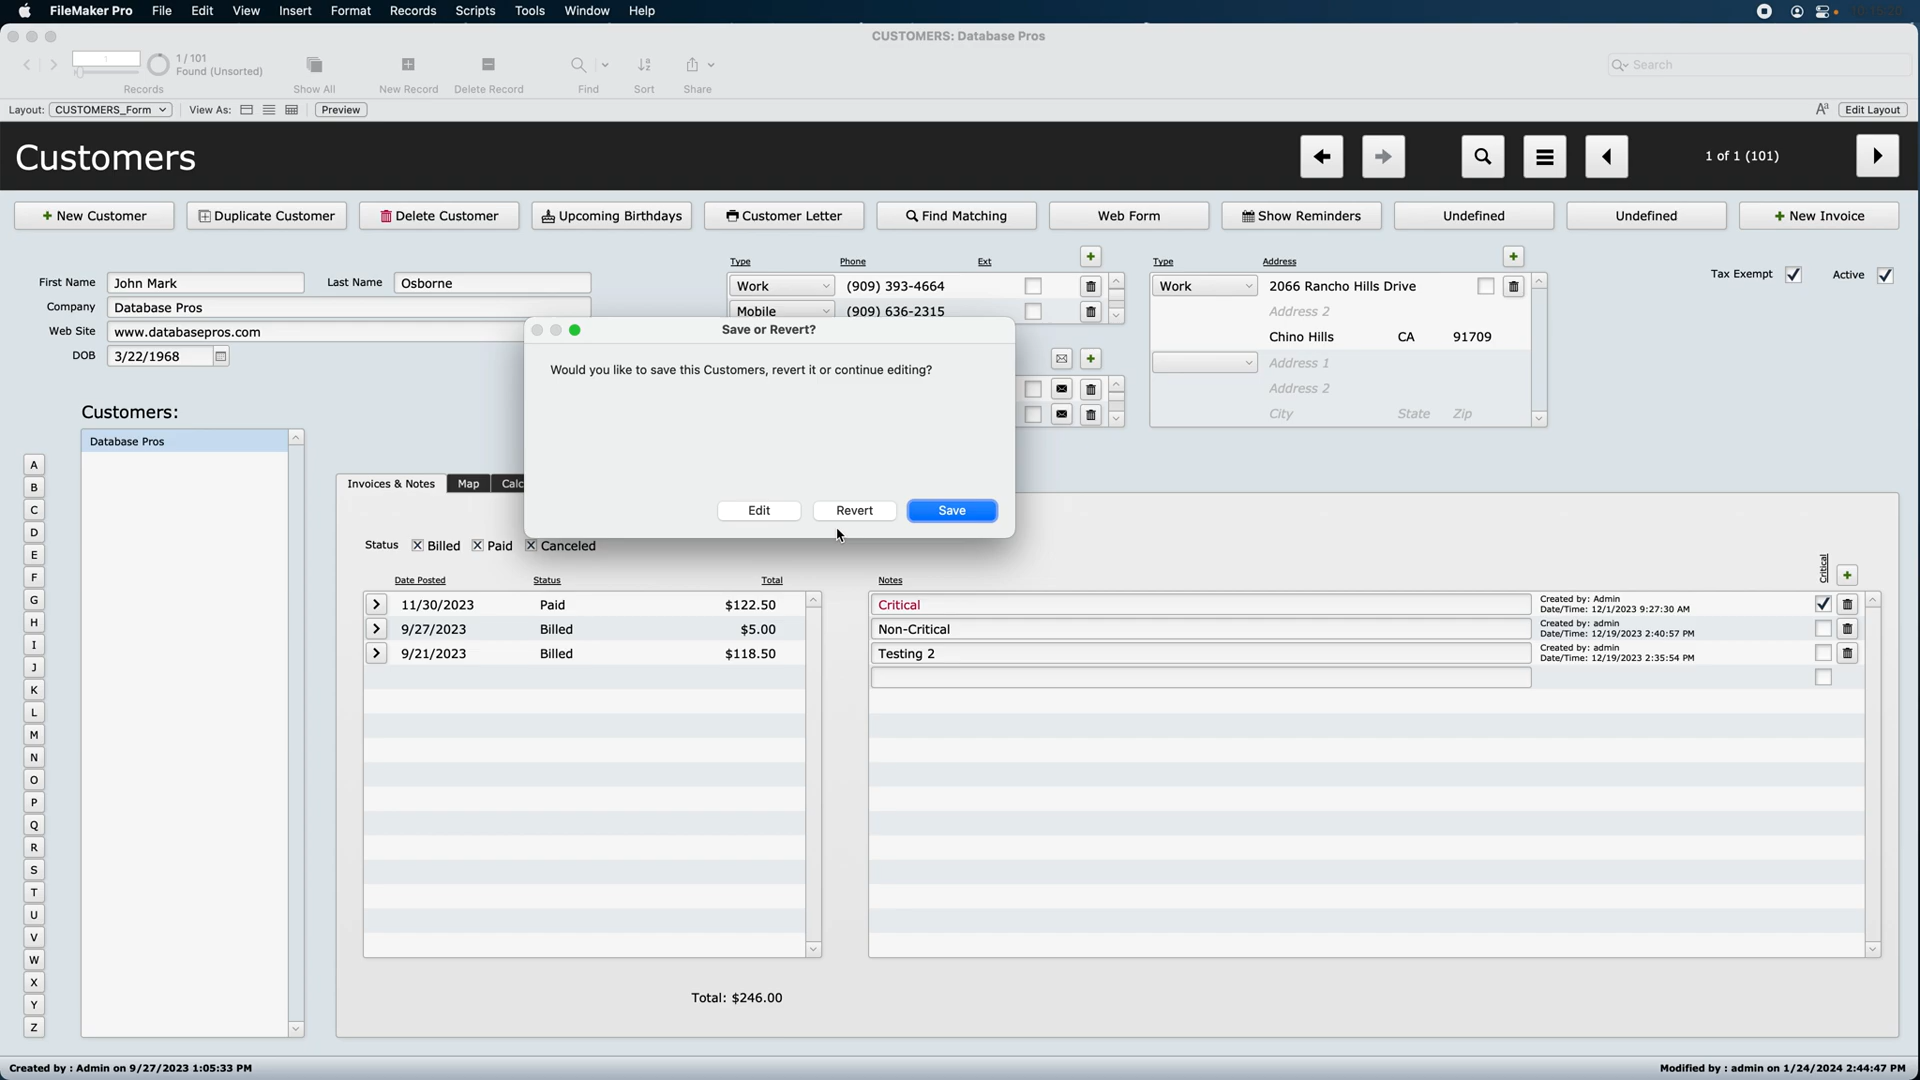 FileMaker Pro File Edit View Insert Format Records Scripts Tools Window Help
CUSTOMERS: Database Pros
1 1 / 101
Found (Unsorted)
Search
Records Show All New Record Delete Record Find Sort Share
Layout: CUSTOMERS_Form View As: Preview Aa Edit Layout
Customers 1 of 1 (101)
+ New Customer Duplicate Customer Delete Customer Upcoming Birthdays Customer Letter Find Matching Web Form Show Reminders Undefined Undefined + New Invoice
Type Phone Ext + Type Address +
First Name John Mark Last Name Osborne Work (909) 393-4664 Work 2066 Rancho Hills Drive Tax Exempt Active
Company Database Pros Mobile (909) 636-2315 Address 2
Web Site www.databasepros.com Save or Revert? Chino Hills CA 91709
DOB 3/22/1968 + Address 1
Would you like to save this Customers, revert it or continue editing?
Address 2
Customers: City State Zip
Database Pros
A
B
C
D
E
F
G
H
I
J
K
L
M
N
O
P
Q
R
S
T
U
V
W
X
Y
Z
Invoices & Notes Map Calc
Edit Revert Save
Status Billed Paid Canceled
Date Posted Status Total Notes Critical +
11/30/2023 Paid $122.50
9/27/2023 Billed $5.00
9/21/2023 Billed $118.50
Critical Created by: Admin
Date/Time: 12/1/2023 9:27:30 AM
Non-Critical Created by: admin
Date/Time: 12/19/2023 2:40:57 PM
Testing 2 Created by: admin
Date/Time: 12/19/2023 2:35:54 PM
Total: $246.00
Created by : Admin on 9/27/2023 1:05:33 PM Modified by : admin on 1/24/2024 2:44:47 PM